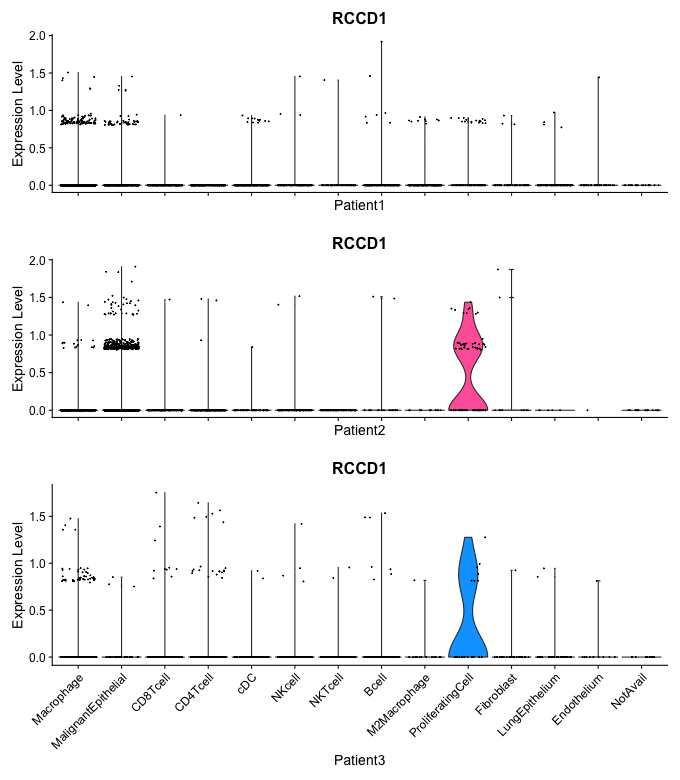 RCCD1
Expression Level
2.0
1.5
1.0
0.5
0.0
Patient1
RCCD1
Expression Level
2.0
1.5
1.0
0.5
0.0
Patient2
RCCD1
Expression Level
1.5
1.0
0.5
0.0
Macrophage
MalignantEpithelial
CD8Tcell
CD4Tcell
cDC
NKcell
NKTcell
Bcell
M2Macrophage
ProliferatingCell
Fibroblast
LungEpithelium
Endothelium
NotAvail
Patient3